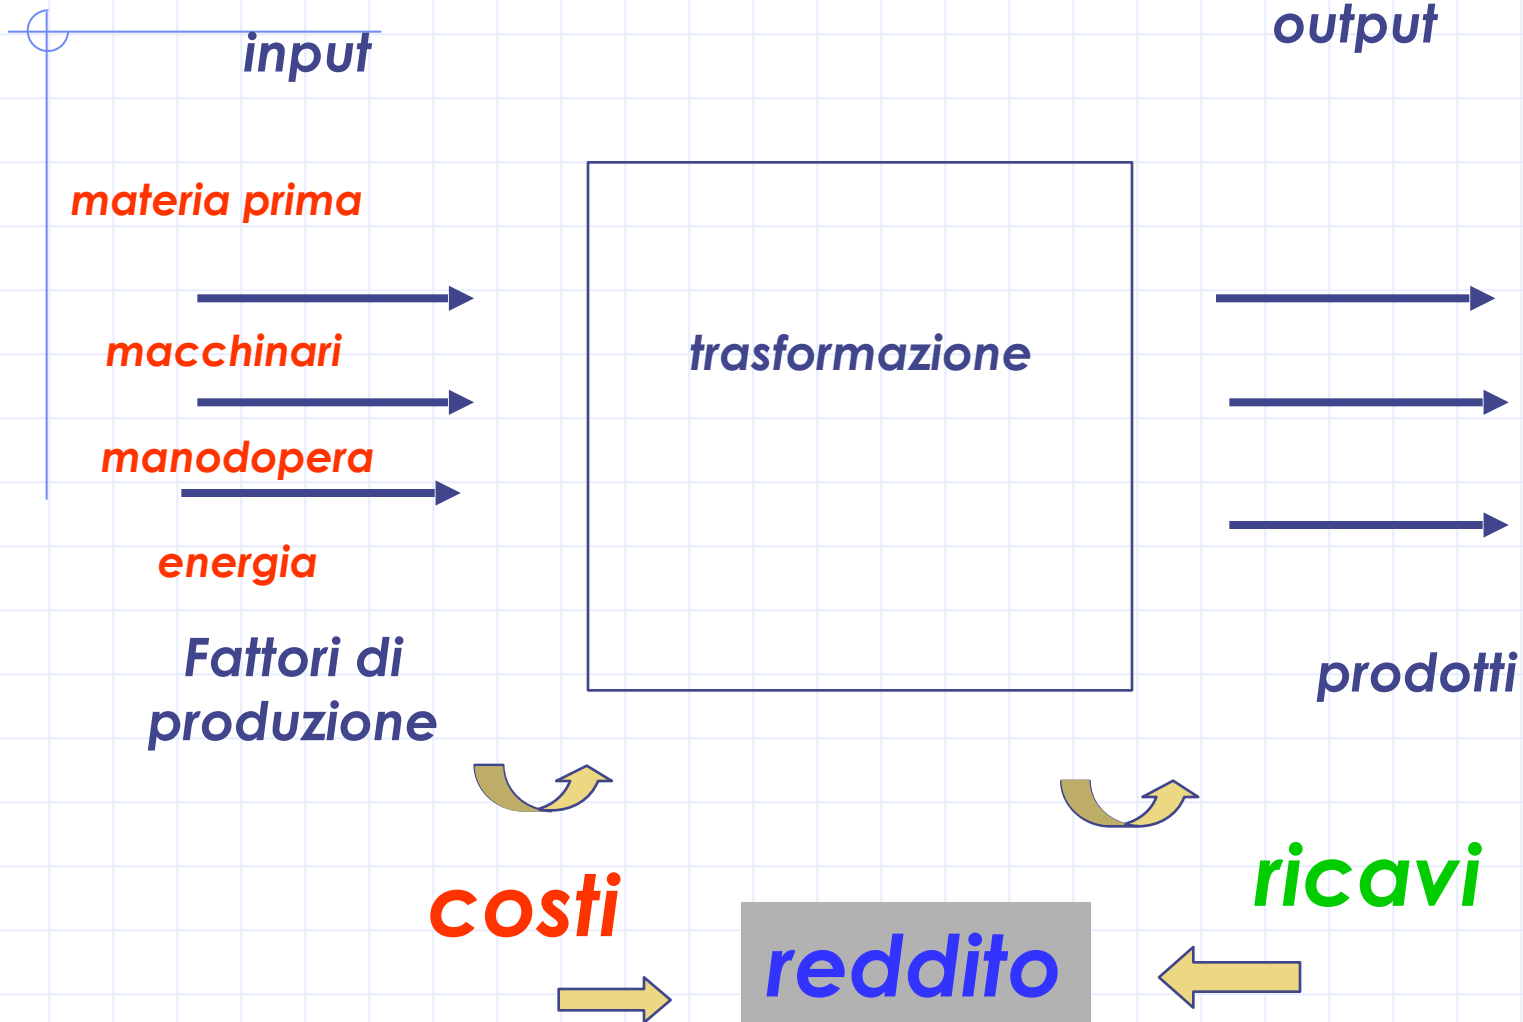 input
output
materia prima
macchinari
trasformazione
manodopera
energia
Fattori di
produzione
prodotti
costi
ricavi
reddito